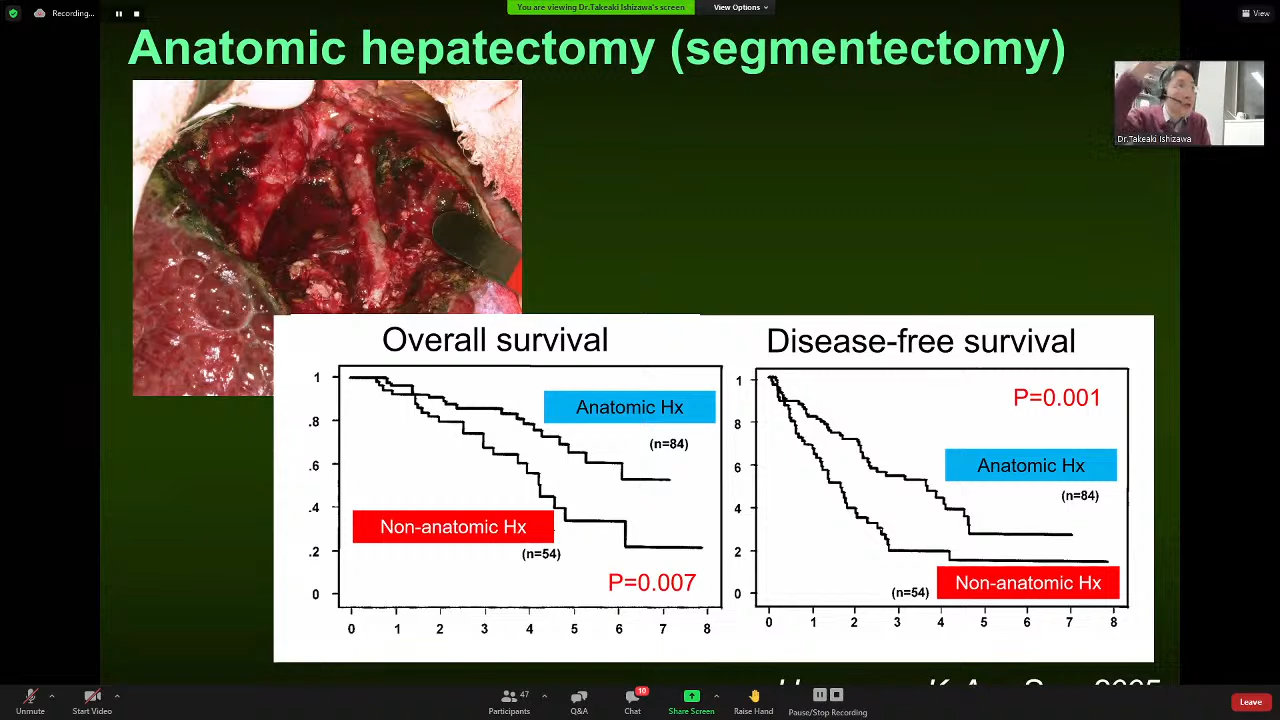 Recording...
You are viewing Dr.Takeaki Ishizawa's screen
View Options
View
Anatomic hepatectomy (segmentectomy)
Dr.Takeaki Ishizawa
Overall survival
1
.8
.6
.4
.2
0
Anatomic Hx
(n=84)
Non-anatomic Hx
(n=54)
P=0.007
0 1 2 3 4 5 6 7 8
Disease-free survival
1
8
6
4
2
0
P=0.001
Anatomic Hx
(n=84)
Non-anatomic Hx
(n=54)
0 1 2 3 4 5 6 7 8
Unmute
Start Video
47
Participants
Q&A
10
Chat
Share Screen
Raise Hand
Pause/Stop Recording
Leave